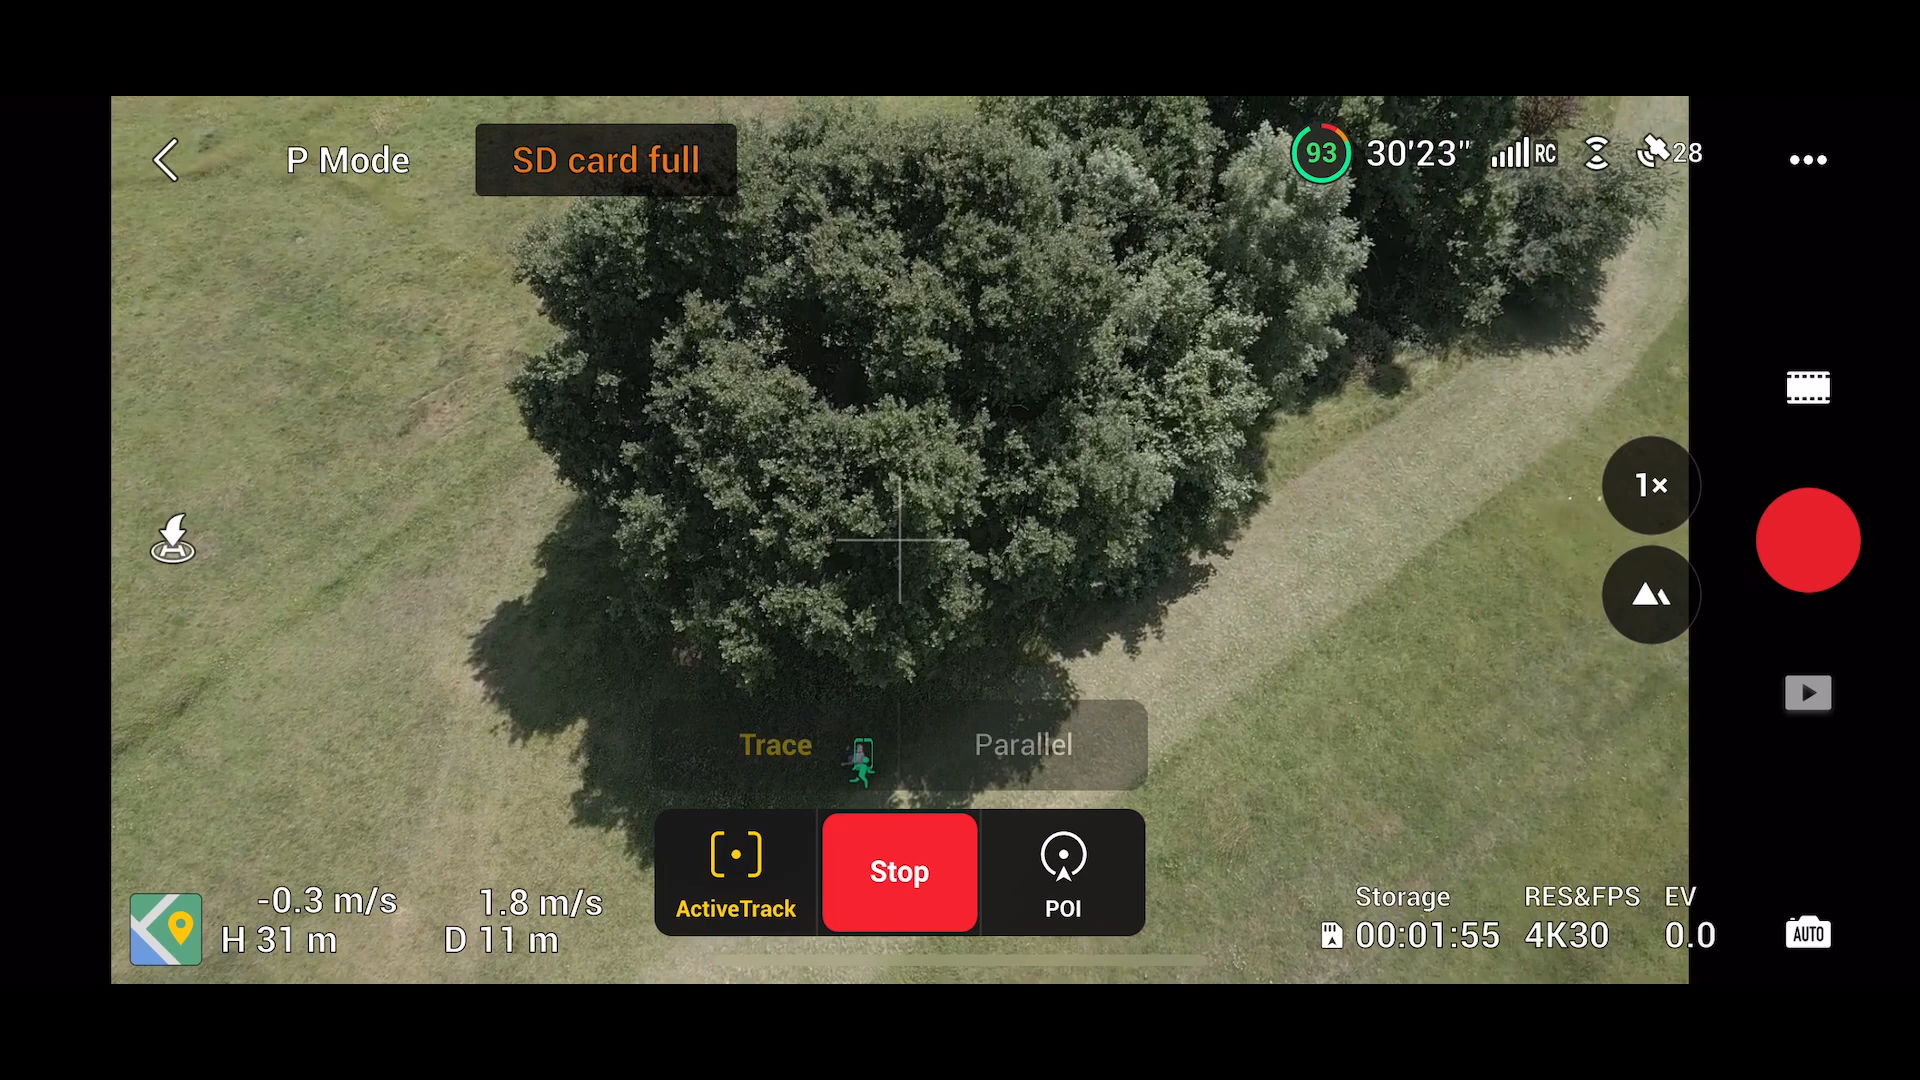 P Mode
SD card full
93
30'23"
RC
28
1×
Trace
Parallel
ActiveTrack
Stop
POI
-0.3 m/s
1.8 m/s
H 31 m
D 11 m
Storage
RES&FPS
EV
00:01:55
4K30
0.0
AUTO